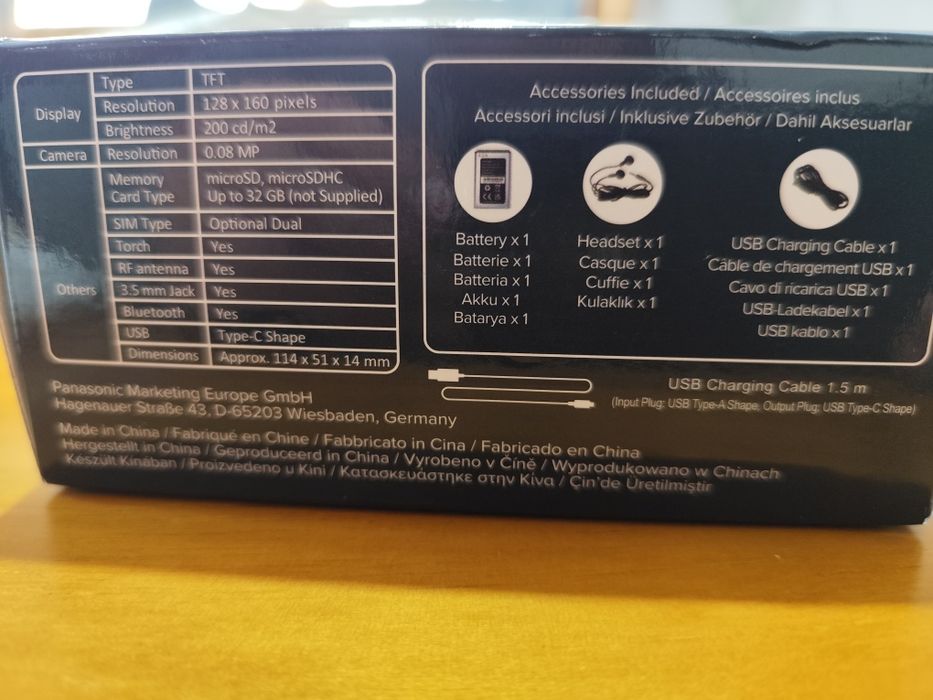 Display
Type TFT
Resolution 128 x 160 pixels
Brightness 200 cd/m2
Camera Resolution 0.08 MP
Others
Memory Card Type microSD, microSDHC
Up to 32 GB (not Supplied)
SIM Type Optional Dual
Torch Yes
RF antenna Yes
3.5 mm Jack Yes
Bluetooth Yes
USB Type-C Shape
Dimensions Approx. 114 x 51 x 14 mm
Accessories Included / Accessoires inclus
Accessori inclusi / Inklusive Zubehör / Dahil Aksesuarlar
Battery x 1
Batterie x 1
Batteria x 1
Akku x 1
Batarya x 1
Headset x 1
Casque x 1
Cuffie x 1
Kulaklık x 1
USB Charging Cable x 1
Câble de chargement USB x 1
Cavo di ricarica USB x 1
USB-Ladekabel x 1
USB kablo x 1
USB Charging Cable 1.5 m
(Input Plug: USB Type-A Shape, Output Plug: USB Type-C Shape)
Panasonic Marketing Europe GmbH
Hagenauer Straße 43, D-65203 Wiesbaden, Germany
Made in China / Fabriqué en Chine / Fabbricato in Cina / Fabricado en China
Hergestellt in China / Geproduceerd in China / Vyrobeno v Číně / Wyprodukowano w Chinach
Készült Kínában / Proizvedeno u Kini / Κατασκευάστηκε στην Κίνα / Çin'de Üretilmiştir